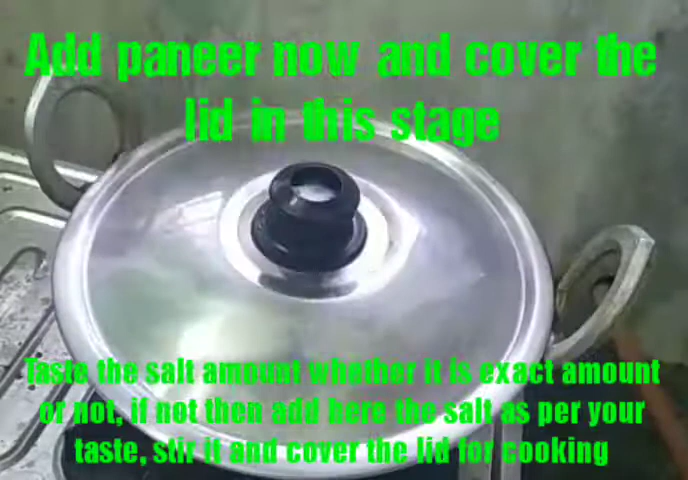 Add paneer now and cover the
lid in this stage
Taste the salt amount whether it is exact amount
or not, if not then add here the salt as per your
taste, stir it and cover the lid for cooking